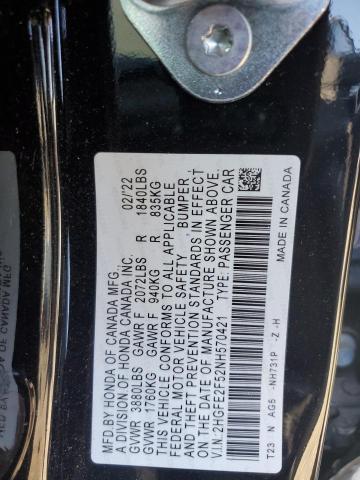 MFD.BY HONDA OF CANADA MFG. 02/'22
A DIVISION OF HONDA CANADA INC.
GVWR 3880LBS GAWR F 2072LBS R 1840LBS
GVWR 1760KG GAWR F 940KG R 835KG
THIS VEHICLE CONFORMS TO ALL APPLICABLE
FEDERAL MOTOR VEHICLE SAFETY BUMPER,
AND THEFT PREVENTION STANDARDS IN EFFECT
ON THE DATE OF MANUFACTURE SHOWN ABOVE.
V.I.N:2HGFE2F52NH570421 TYPE:PASSENGER CAR
T23 N AG5 -NH731P -Z -H
MADE IN CANADA